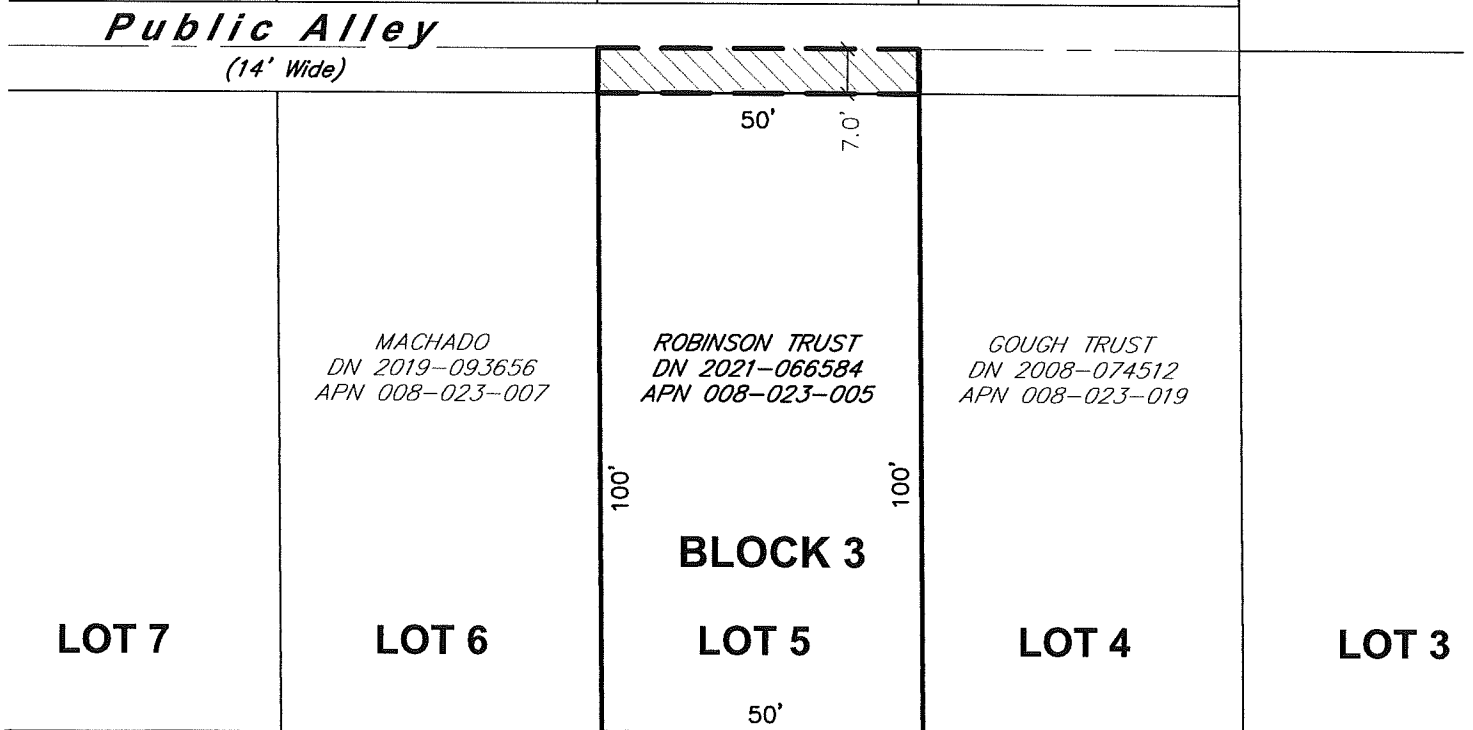 Public Alley
(14' Wide)
50'
7.0'
MACHADO
DN 2019-093656
APN 008-023-007
ROBINSON TRUST
DN 2021-066584
APN 008-023-005
GOUGH TRUST
DN 2008-074512
APN 008-023-019
100'
100'
BLOCK 3
LOT 7
LOT 6
LOT 5
LOT 4
LOT 3
50'